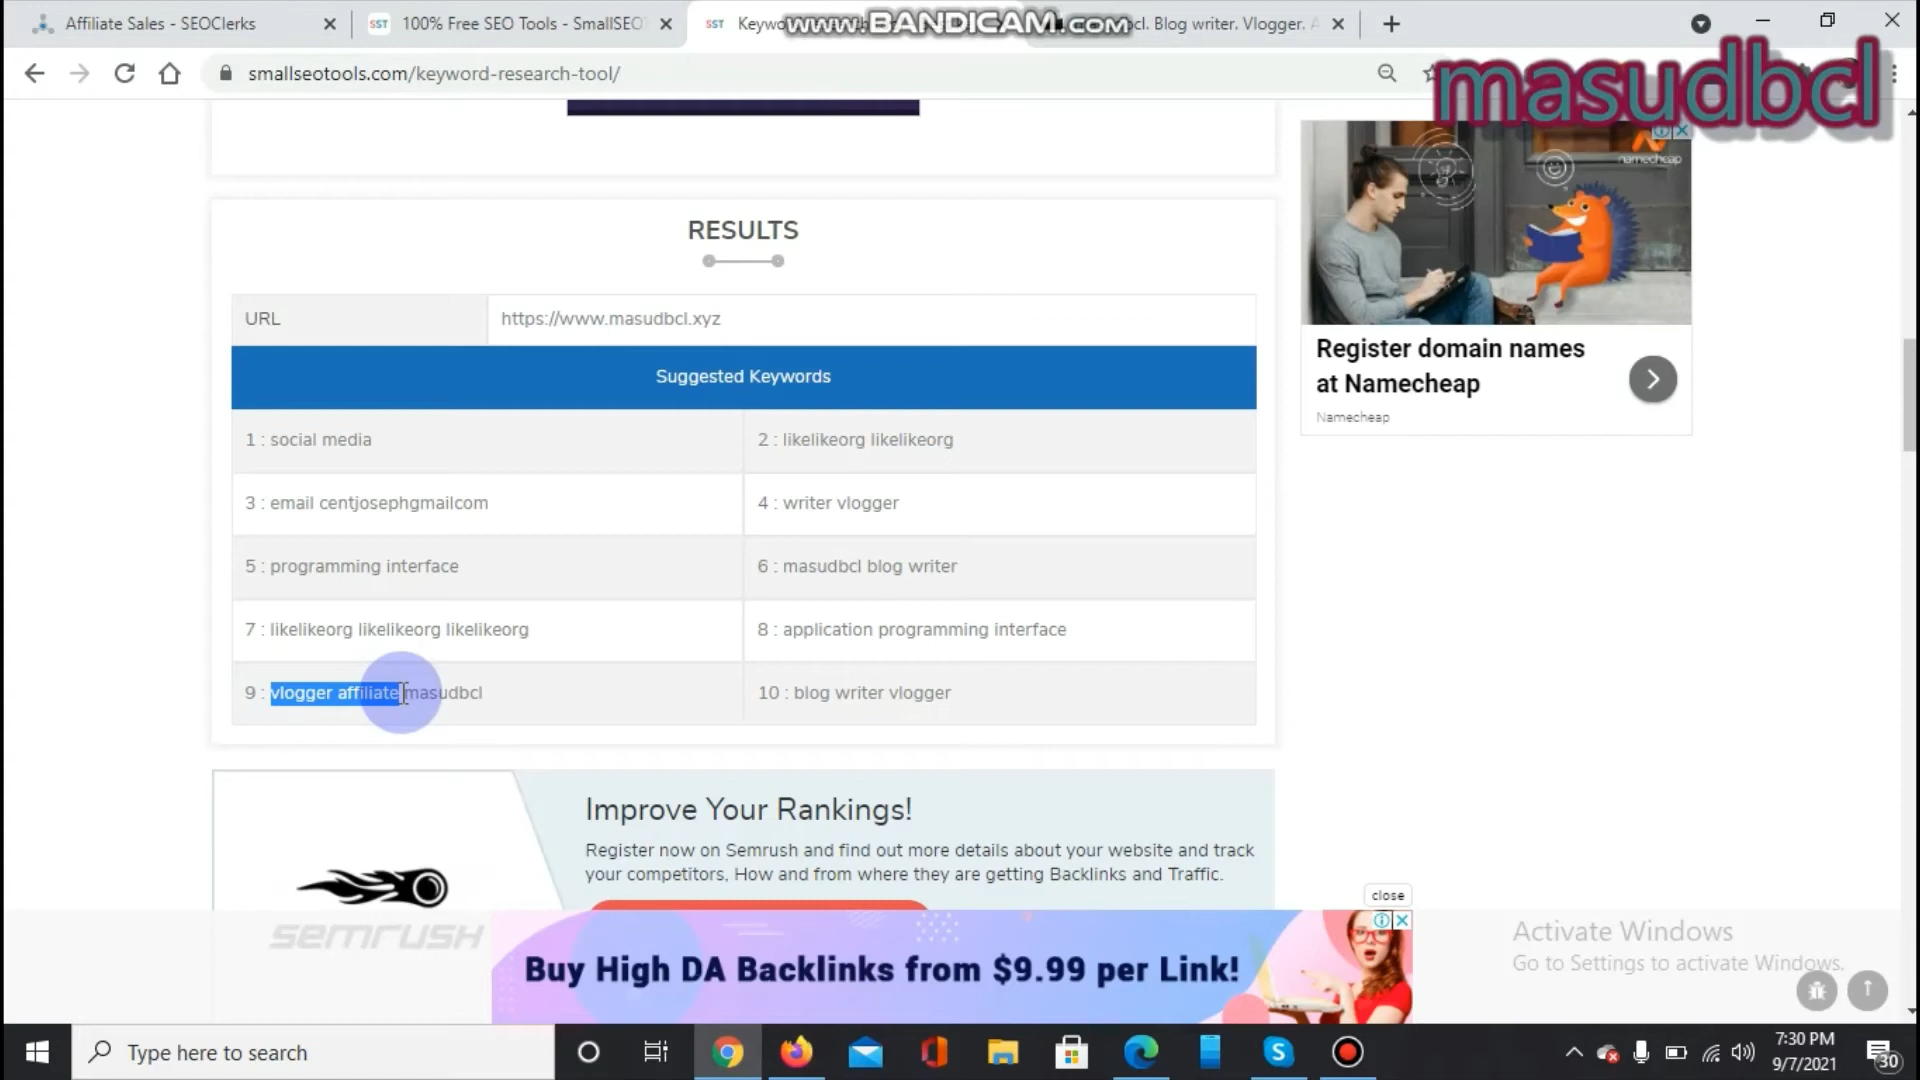 Affiliate Sales - SEOClerks
SST 100% Free SEO Tools - SmallSEO
SST
www.BANDICAM.com
bcl. Blog writer. Vlogger. A
smallseotools.com/keyword-research-tool/
masudbcl
namecheap
RESULTS
URL https://www.masudbcl.xyz
Suggested Keywords
1 : social media 2 : likelikeorg likelikeorg
3 : email centjosephgmailcom 4 : writer vlogger
5 : programming interface 6 : masudbcl blog writer
7 : likelikeorg likelikeorg likelikeorg 8 : application programming interface
9 : vlogger affiliate masudbcl 10 : blog writer vlogger
Register domain names
at Namecheap
Namecheap
Improve Your Rankings!
Register now on Semrush and find out more details about your website and track
your competitors, How and from where they are getting Backlinks and Traffic.
semrush
close
Buy High DA Backlinks from $9.99 per Link!
Activate Windows
Go to Settings to activate Windows.
Type here to search
7:30 PM
9/7/2021
30